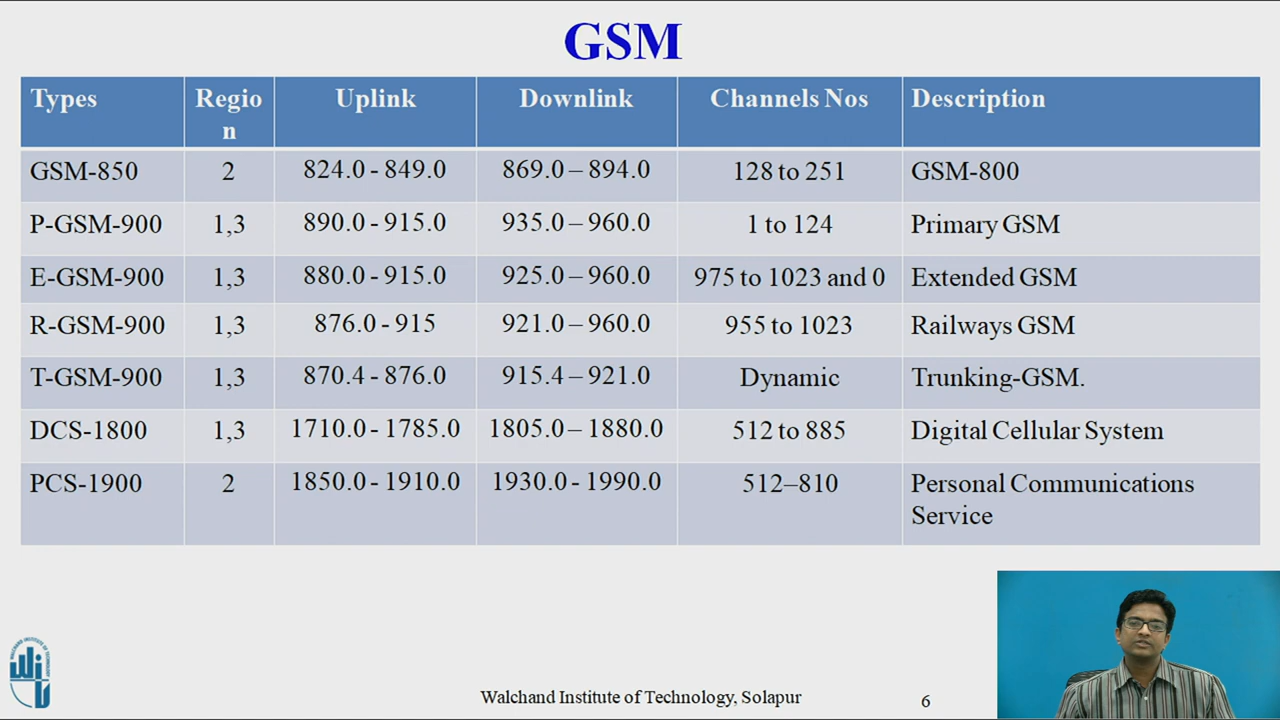 GSM
Types Regio n Uplink Downlink Channels Nos Description
GSM-850 2 824.0 - 849.0 869.0 – 894.0 128 to 251 GSM-800
P-GSM-900 1,3 890.0 - 915.0 935.0 – 960.0 1 to 124 Primary GSM
E-GSM-900 1,3 880.0 - 915.0 925.0 – 960.0 975 to 1023 and 0 Extended GSM
R-GSM-900 1,3 876.0 - 915 921.0 – 960.0 955 to 1023 Railways GSM
T-GSM-900 1,3 870.4 - 876.0 915.4 – 921.0 Dynamic Trunking-GSM.
DCS-1800 1,3 1710.0 - 1785.0 1805.0 – 1880.0 512 to 885 Digital Cellular System
PCS-1900 2 1850.0 - 1910.0 1930.0 - 1990.0 512–810 Personal Communications
Service
WALCHAND INSTITUTE OF TECHNOLOGY
WIT
Walchand Institute of Technology, Solapur
6